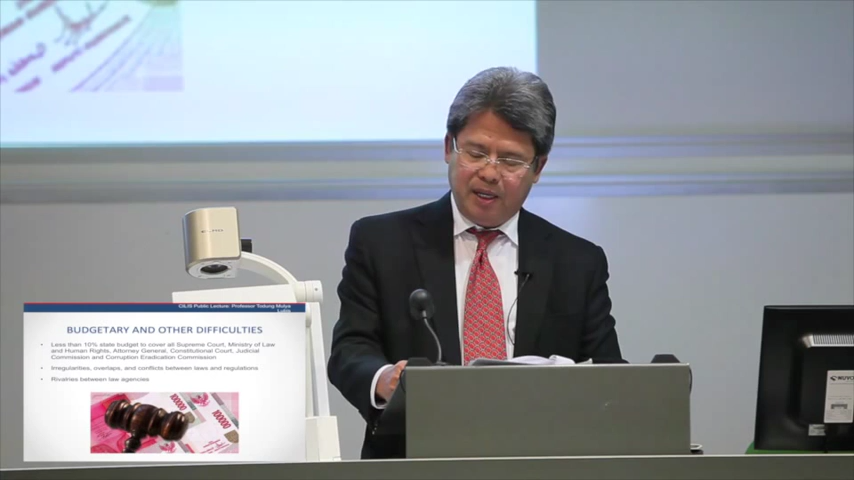 CILIS Public Lecture: Professor Todung Mulya
Lubis
BUDGETARY AND OTHER DIFFICULTIES
• Less than 10% state budget to cover all Supreme Court, Ministry of Law
and Human Rights, Attorney General, Constitutional Court, Judicial
Commission and Corruption Eradication Commission
• Irregularities, overlaps, and conflicts between laws and regulations
• Rivalries between law agencies
100000
100000